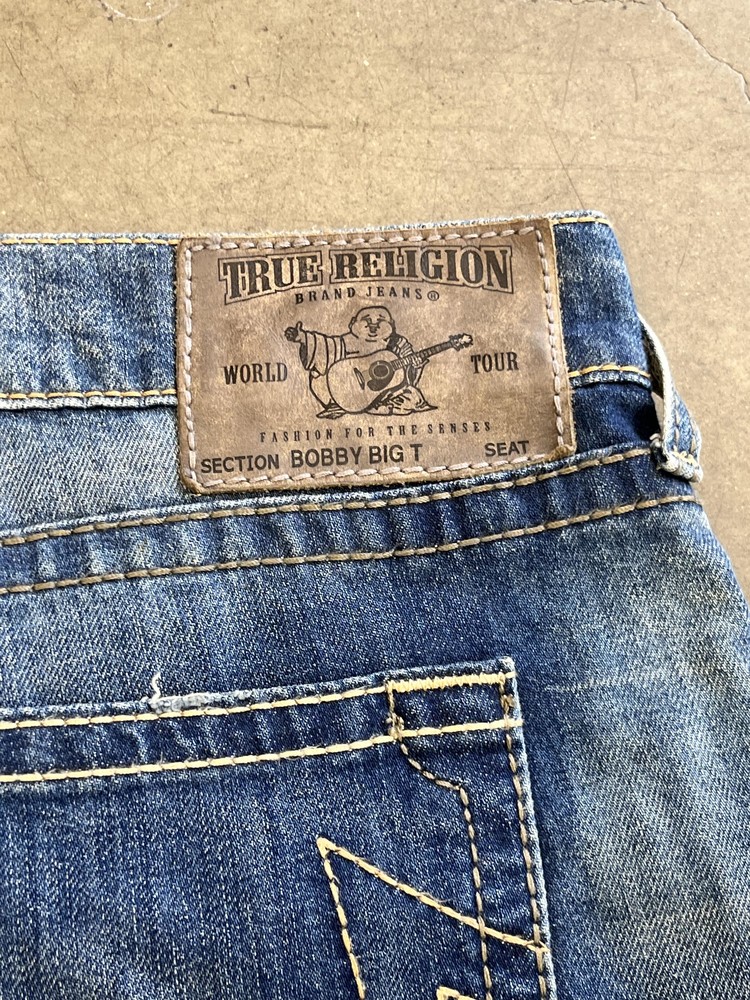 TRUE RELIGION
BRAND JEANS®
WORLD TOUR
FASHION FOR THE SENSES
SECTION BOBBY BIG T SEAT